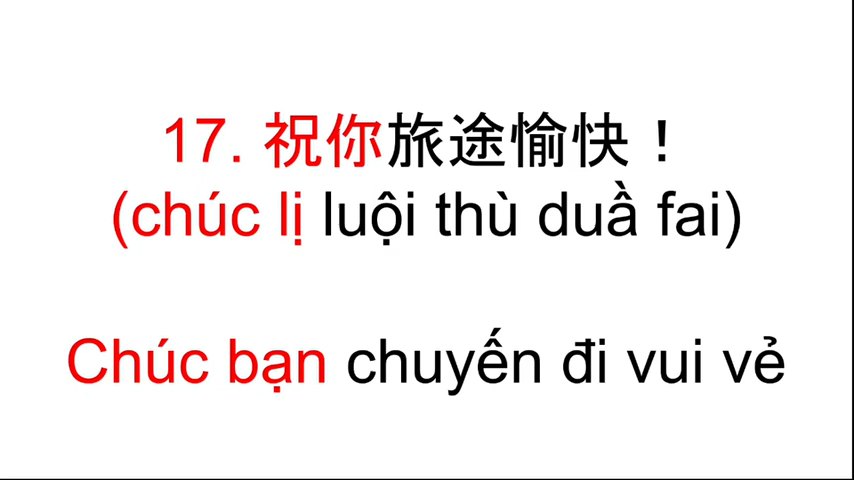 17. 祝你旅途愉快！
(chúc lị luội thù duầ fai)
Chúc bạn chuyến đi vui vẻ